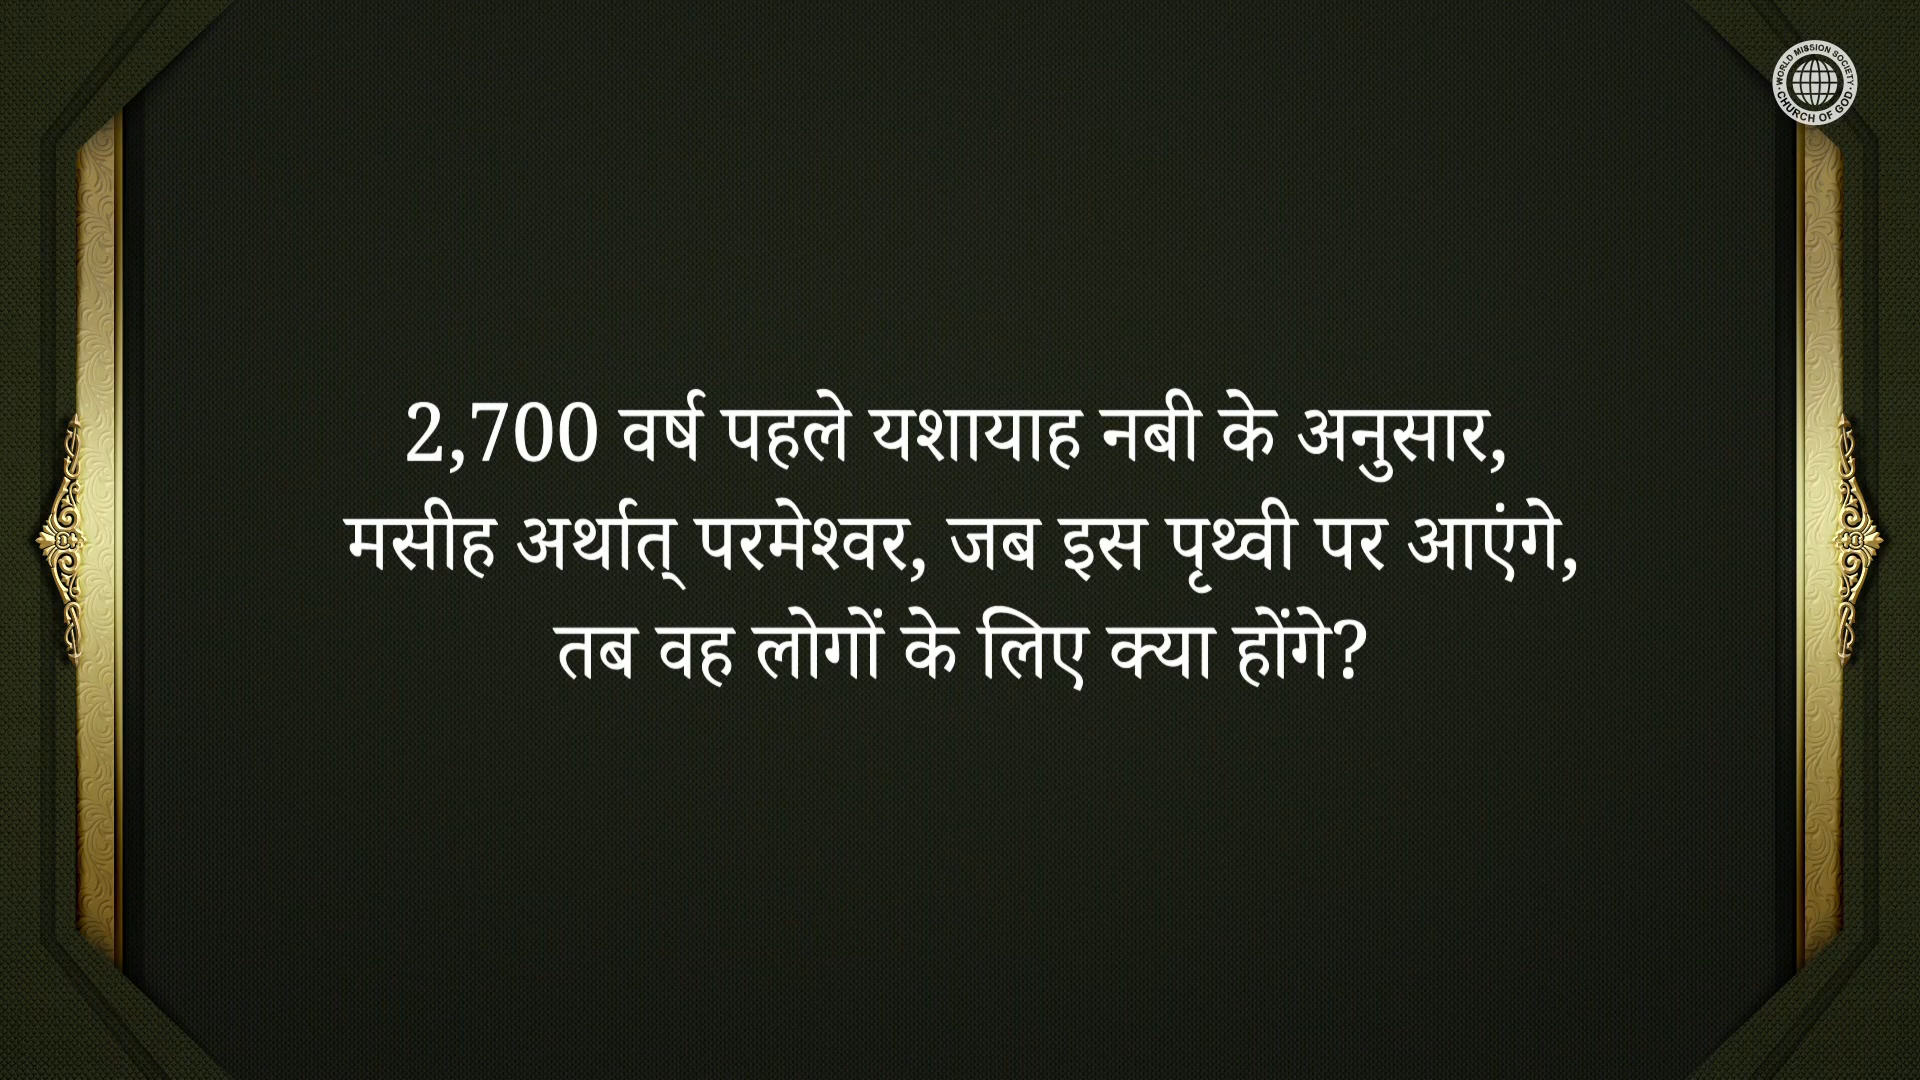 WORLD MISSION SOCIETY
CHURCH OF GOD
2,700 वर्ष पहले यशायाह नबी के अनुसार,
मसीह अर्थात् परमेश्वर, जब इस पृथ्वी पर आएंगे,
तब वह लोगों के लिए क्या होंगे?